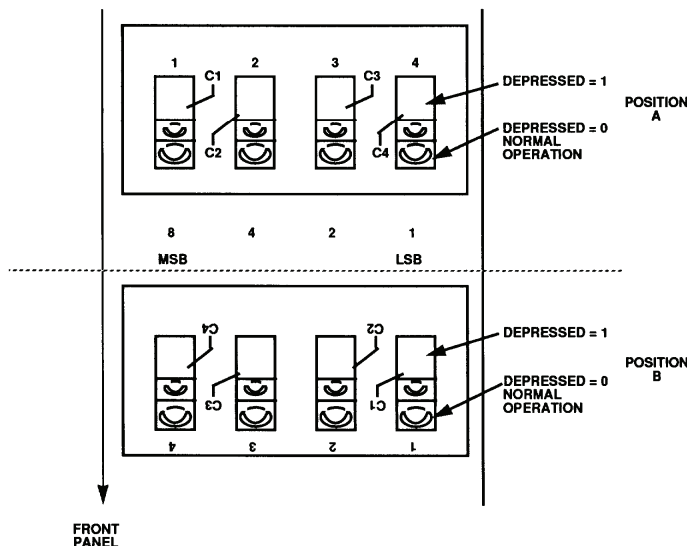 1 2 3 4
C1 C3
C2 C4
DEPRESSED = 1
DEPRESSED = 0
NORMAL
OPERATION
POSITION
A
8 4 2 1
MSB LSB
C4 C2
C3 C1
4 3 2 1
DEPRESSED = 1
DEPRESSED = 0
NORMAL
OPERATION
POSITION
B
FRONT
PANEL